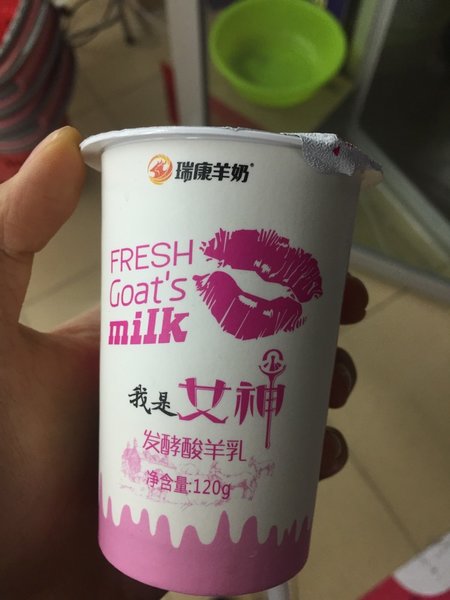 瑞康羊奶®
FRESH
Goat's
milk
我是女神
发酵酸羊乳
净含量:120g